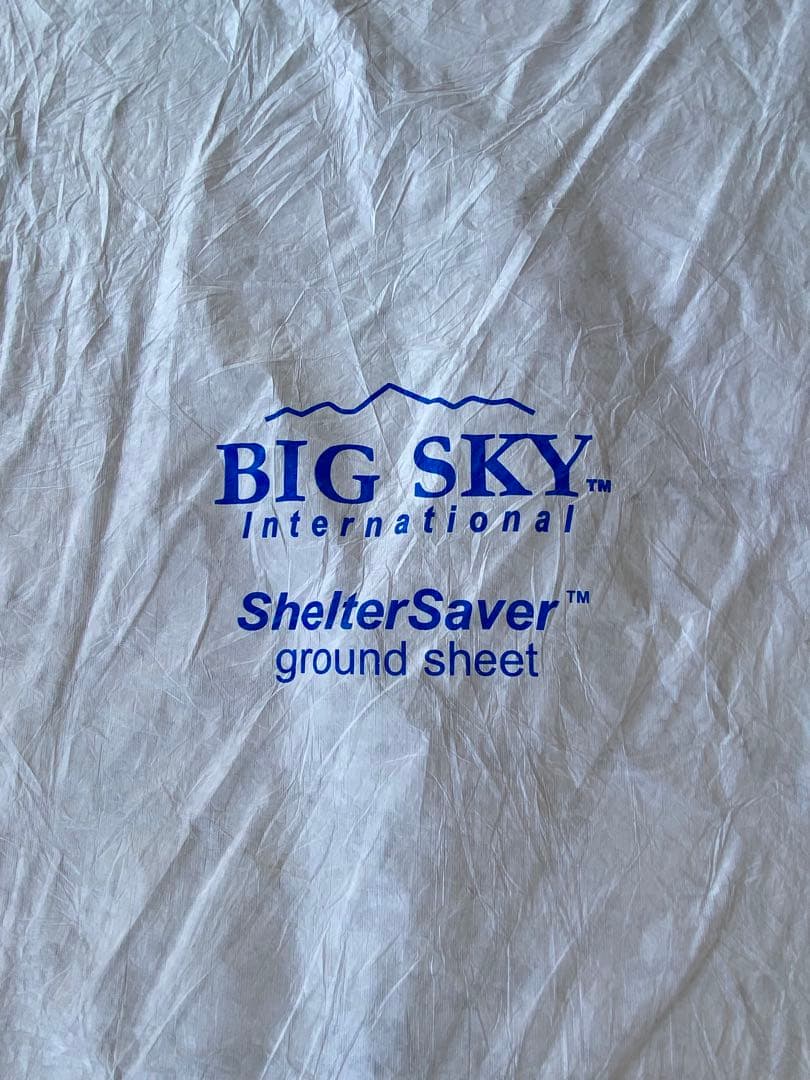 BIG SKY™
International
ShelterSaver™
ground sheet